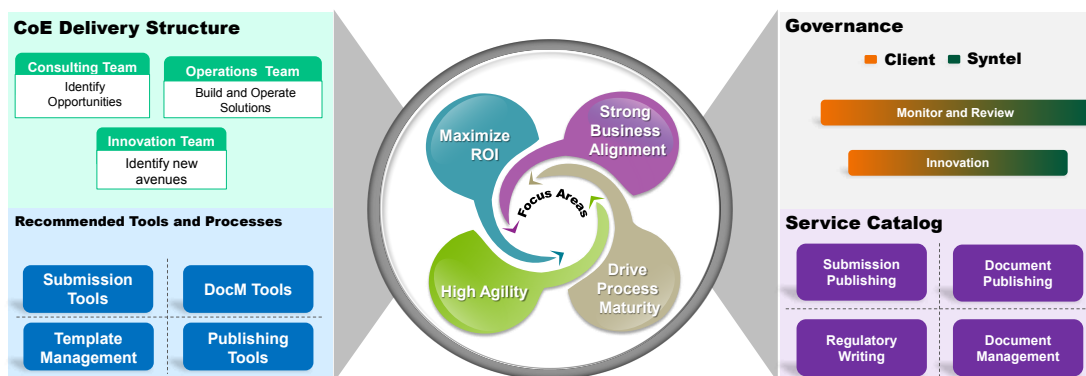 CoE Delivery Structure
Consulting Team
Identify
Opportunities
Operations Team
Build and Operate
Solutions
Innovation Team
Identify new
avenues
Recommended Tools and Processes
Submission
Tools
DocM Tools
Template
Management
Publishing
Tools
Maximize
ROI
Strong
Business
Alignment
Focus Areas
High Agility
Drive
Process
Maturity
Governance
Client
Syntel
Monitor and Review
Innovation
Service Catalog
Submission
Publishing
Document
Publishing
Regulatory
Writing
Document
Management